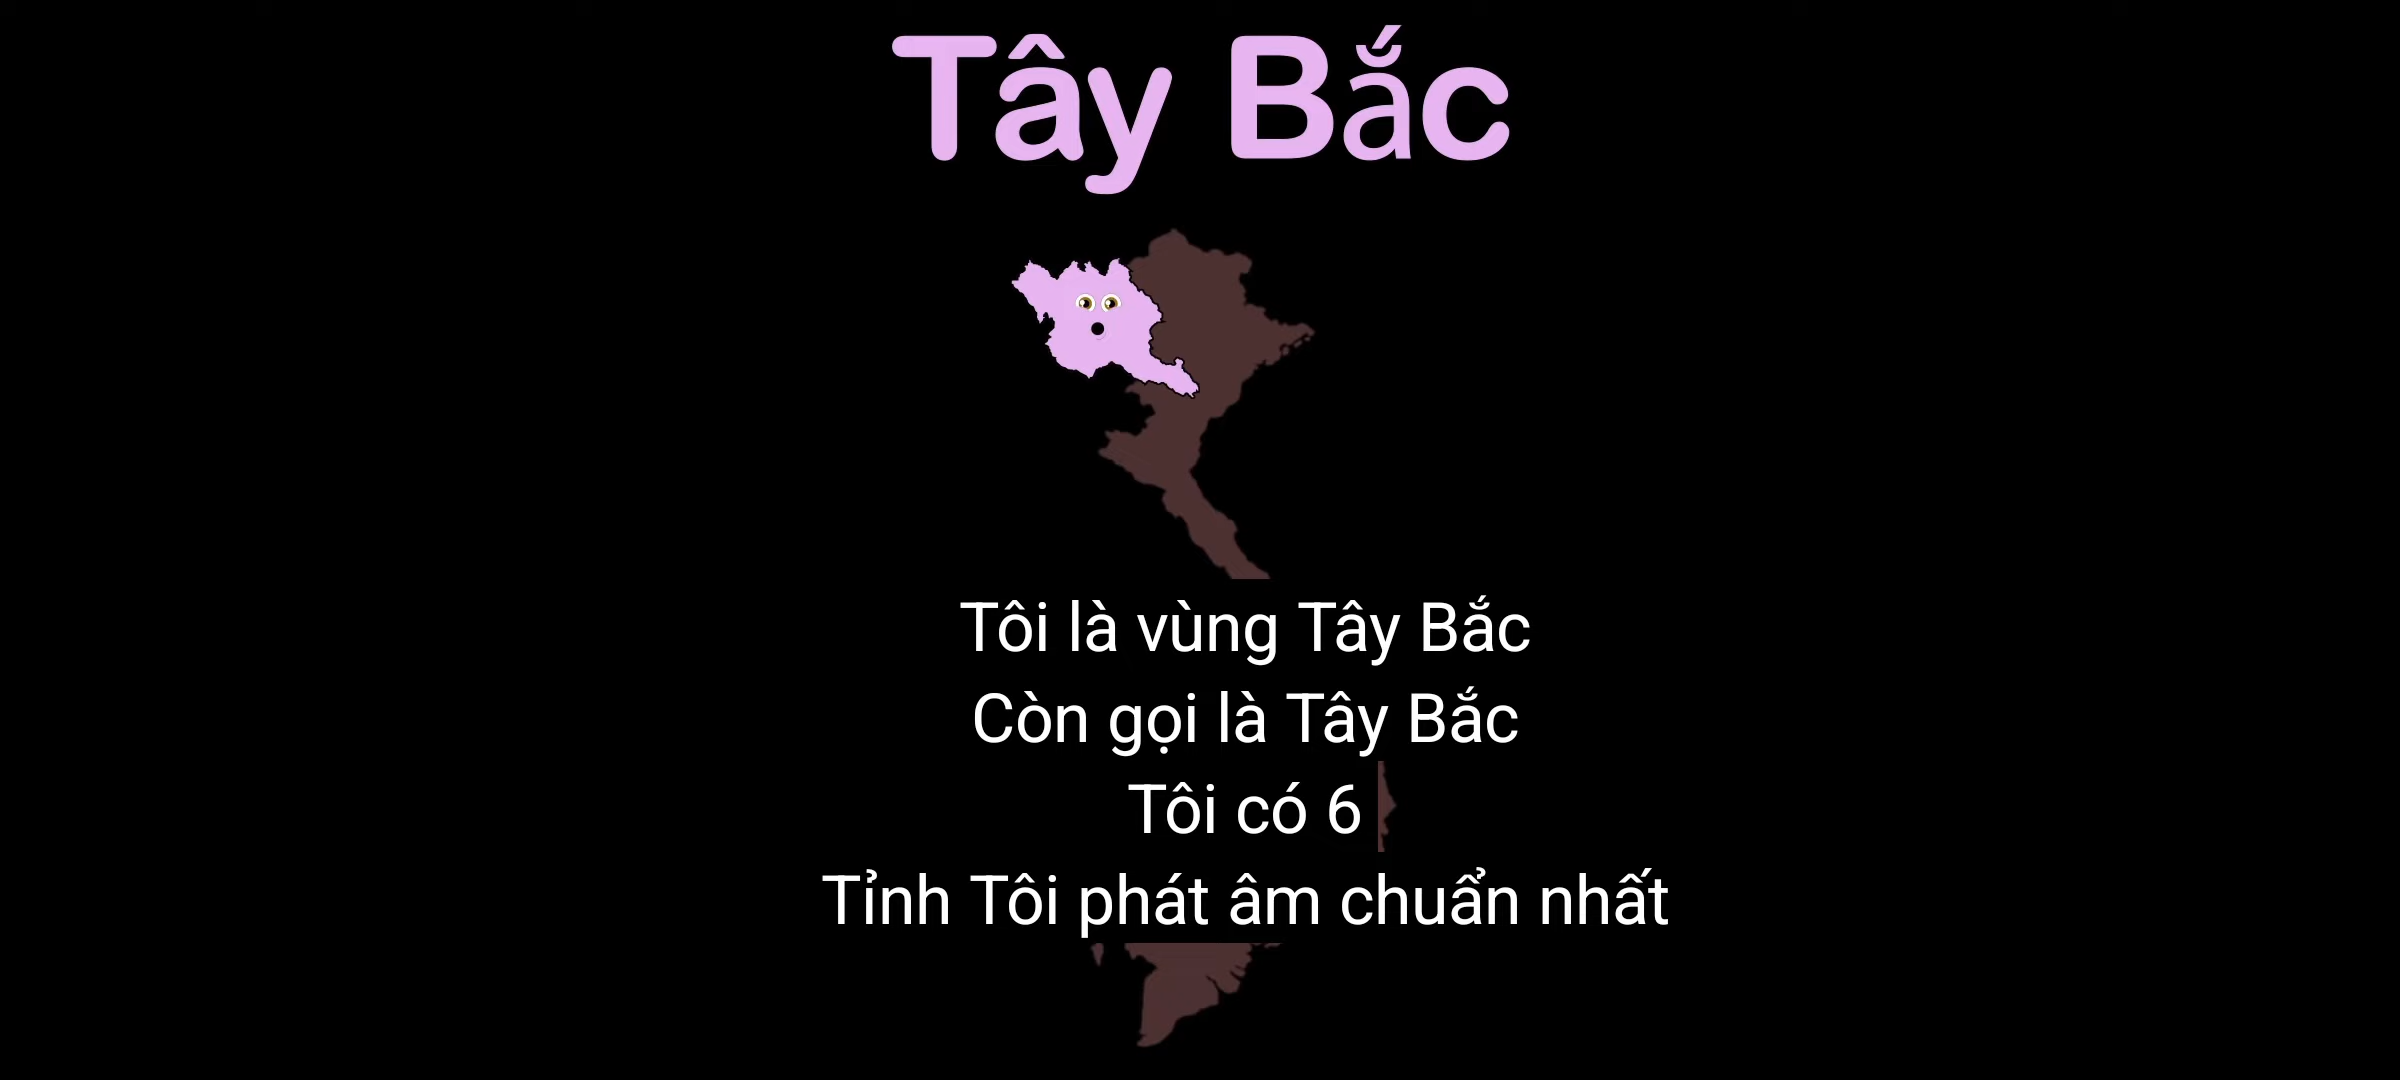 Tây Bắc
Tôi là vùng Tây Bắc
Còn gọi là Tây Bắc
Tôi có 6
Tỉnh Tôi phát âm chuẩn nhất